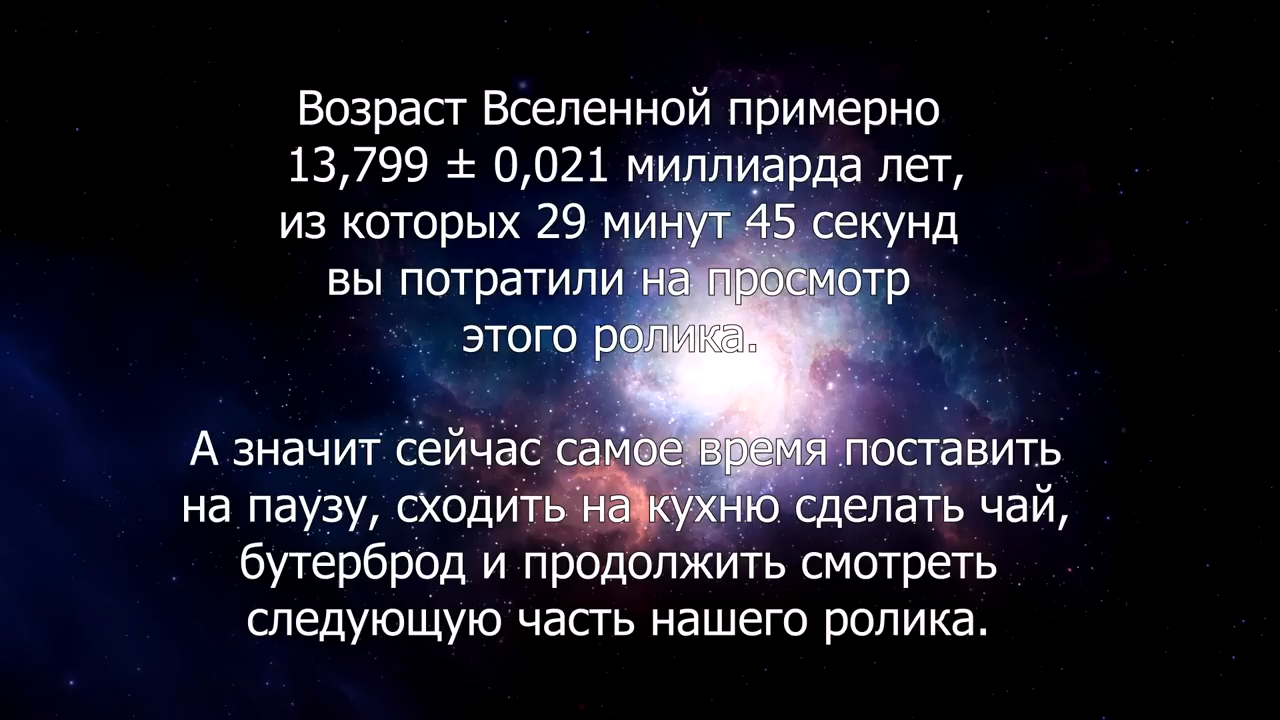 Возраст Вселенной примерно
13,799 ± 0,021 миллиарда лет,
из которых 29 минут 45 секунд
вы потратили на просмотр
этого ролика.
А значит сейчас самое время поставить
на паузу, сходить на кухню сделать чай,
бутерброд и продолжить смотреть
следующую часть нашего ролика.